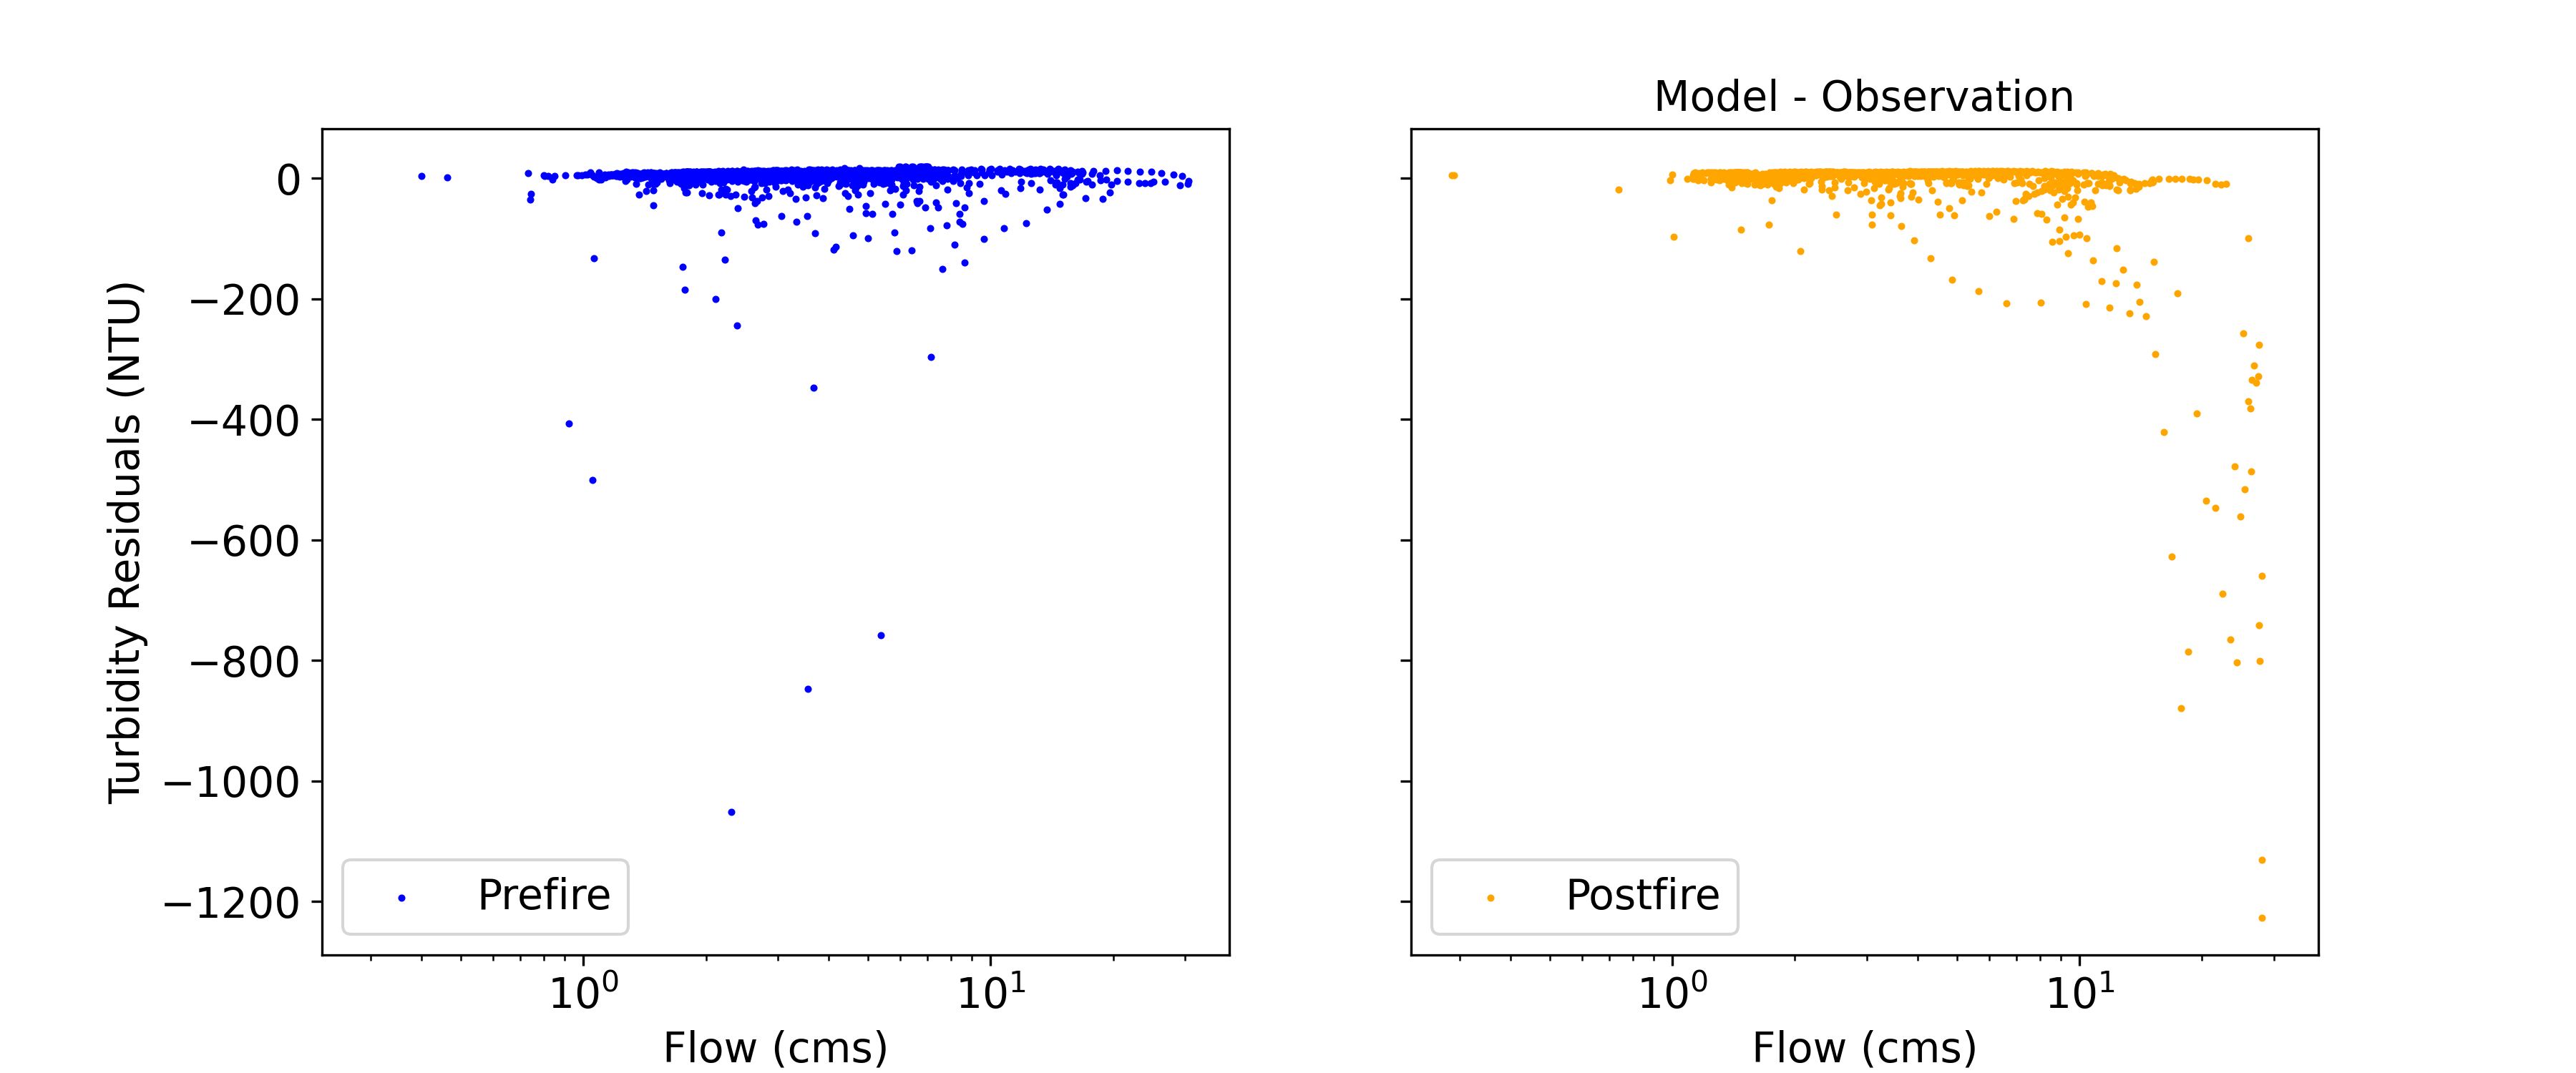 Model - Observation
Turbidity Residuals (NTU)
0
−200
−400
−600
−800
−1000
−1200
Prefire
Postfire
10⁰
10¹
10⁰
10¹
Flow (cms)
Flow (cms)